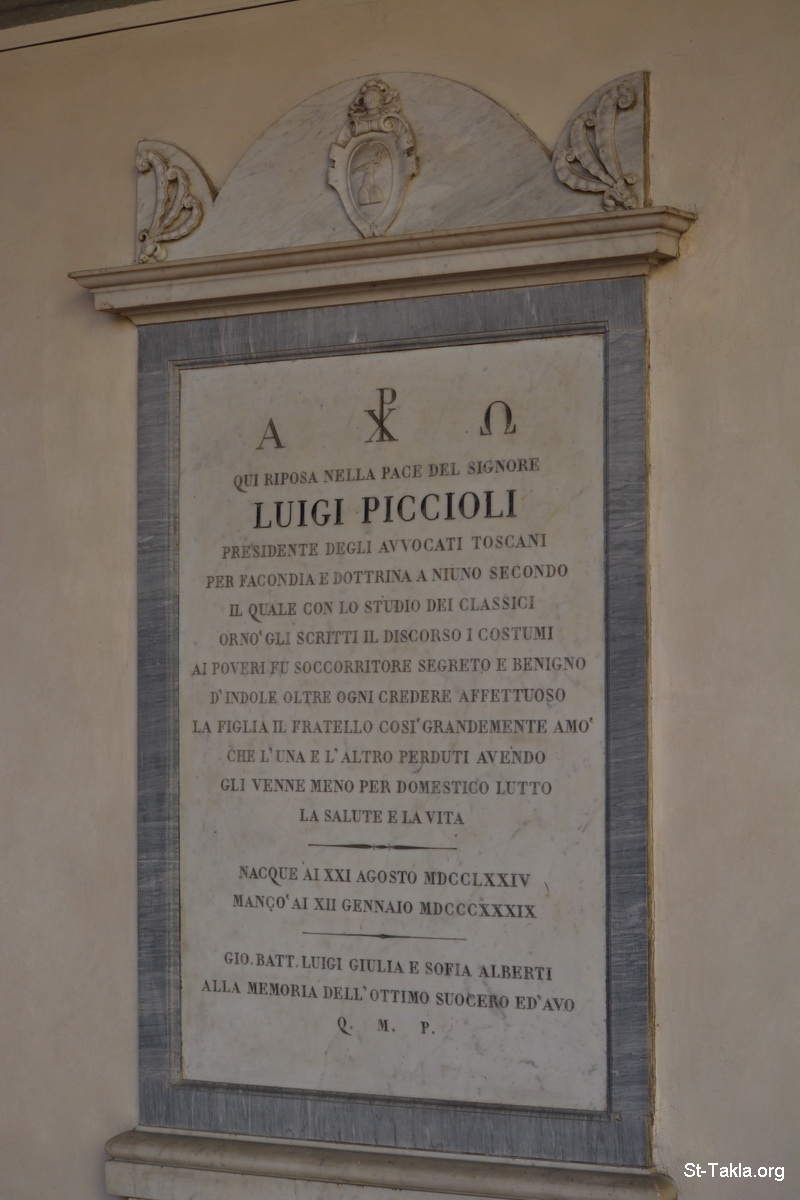 Α ☧ Ω
QUI RIPOSA NELLA PACE DEL SIGNORE
LUIGI PICCIOLI
PRESIDENTE DEGLI AVVOCATI TOSCANI
PER FACONDIA E DOTTRINA A NIUNO SECONDO
IL QUALE CON LO STUDIO DEI CLASSICI
ORNO' GLI SCRITTI IL DISCORSO I COSTUMI
AI POVERI FU SOCCORRITORE SEGRETO E BENIGNO
D'INDOLE OLTRE OGNI CREDERE AFFETTUOSO
LA FIGLIA IL FRATELLO COSI' GRANDEMENTE AMO'
CHE L'UNA E L'ALTRO PERDUTI AVENDO
GLI VENNE MENO PER DOMESTICO LUTTO
LA SALUTE E LA VITA
NACQUE AI XXI AGOSTO MDCCLXXIV
MANCO' AI XII GENNAIO MDCCCXXXIX
GIO. BATT. LUIGI GIULIA E SOFIA ALBERTI
ALLA MEMORIA DELL'OTTIMO SUOCERO ED'AVO
Q. M. P.
St-Takla.org